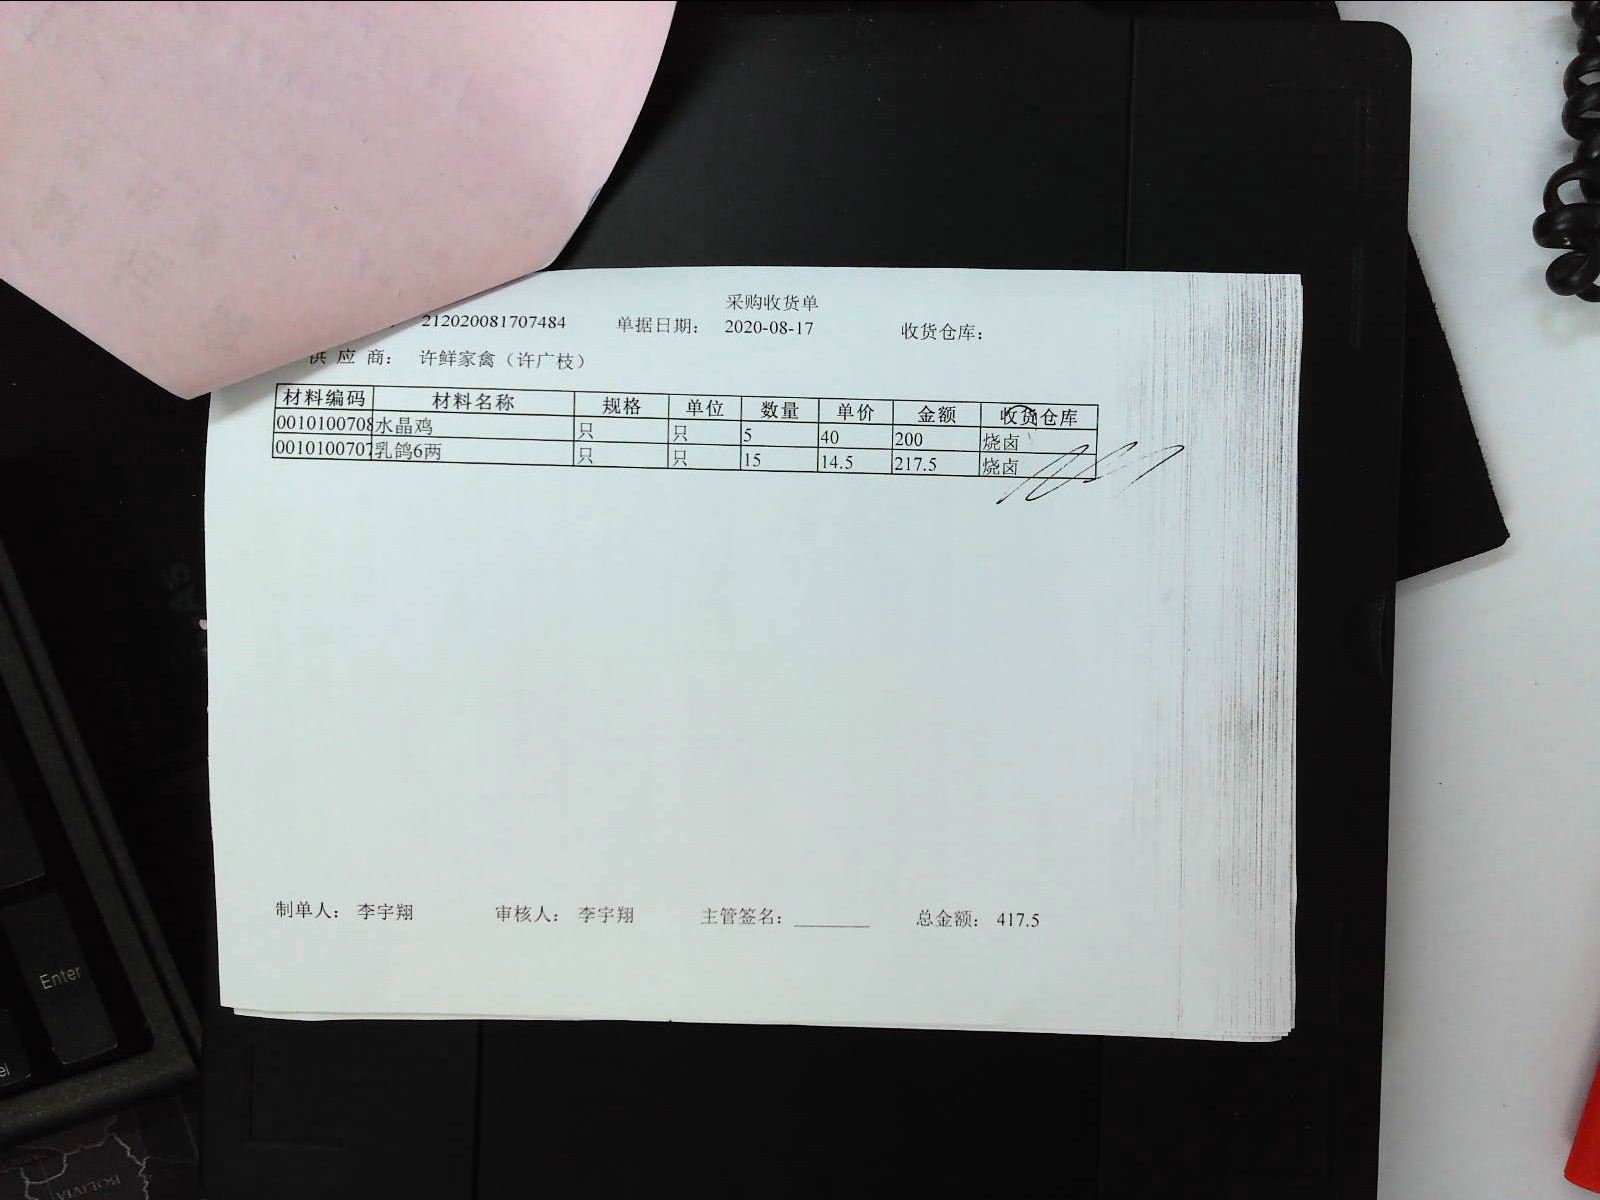 采购收货单
212020081707484 单据日期: 2020-08-17 收货仓库:
供 应 商: 许鲜家禽（许广枝）
材料编码 材料名称 规格 单位 数量 单价 金额 收货仓库
0010100708 水晶鸡 只 只 5 40 200 烧卤
0010100707 乳鸽6两 只 只 15 14.5 217.5 烧卤
制单人: 李宇翔 审核人: 李宇翔 主管签名: ________ 总金额: 417.5
A5
Enter
BOLIVIA